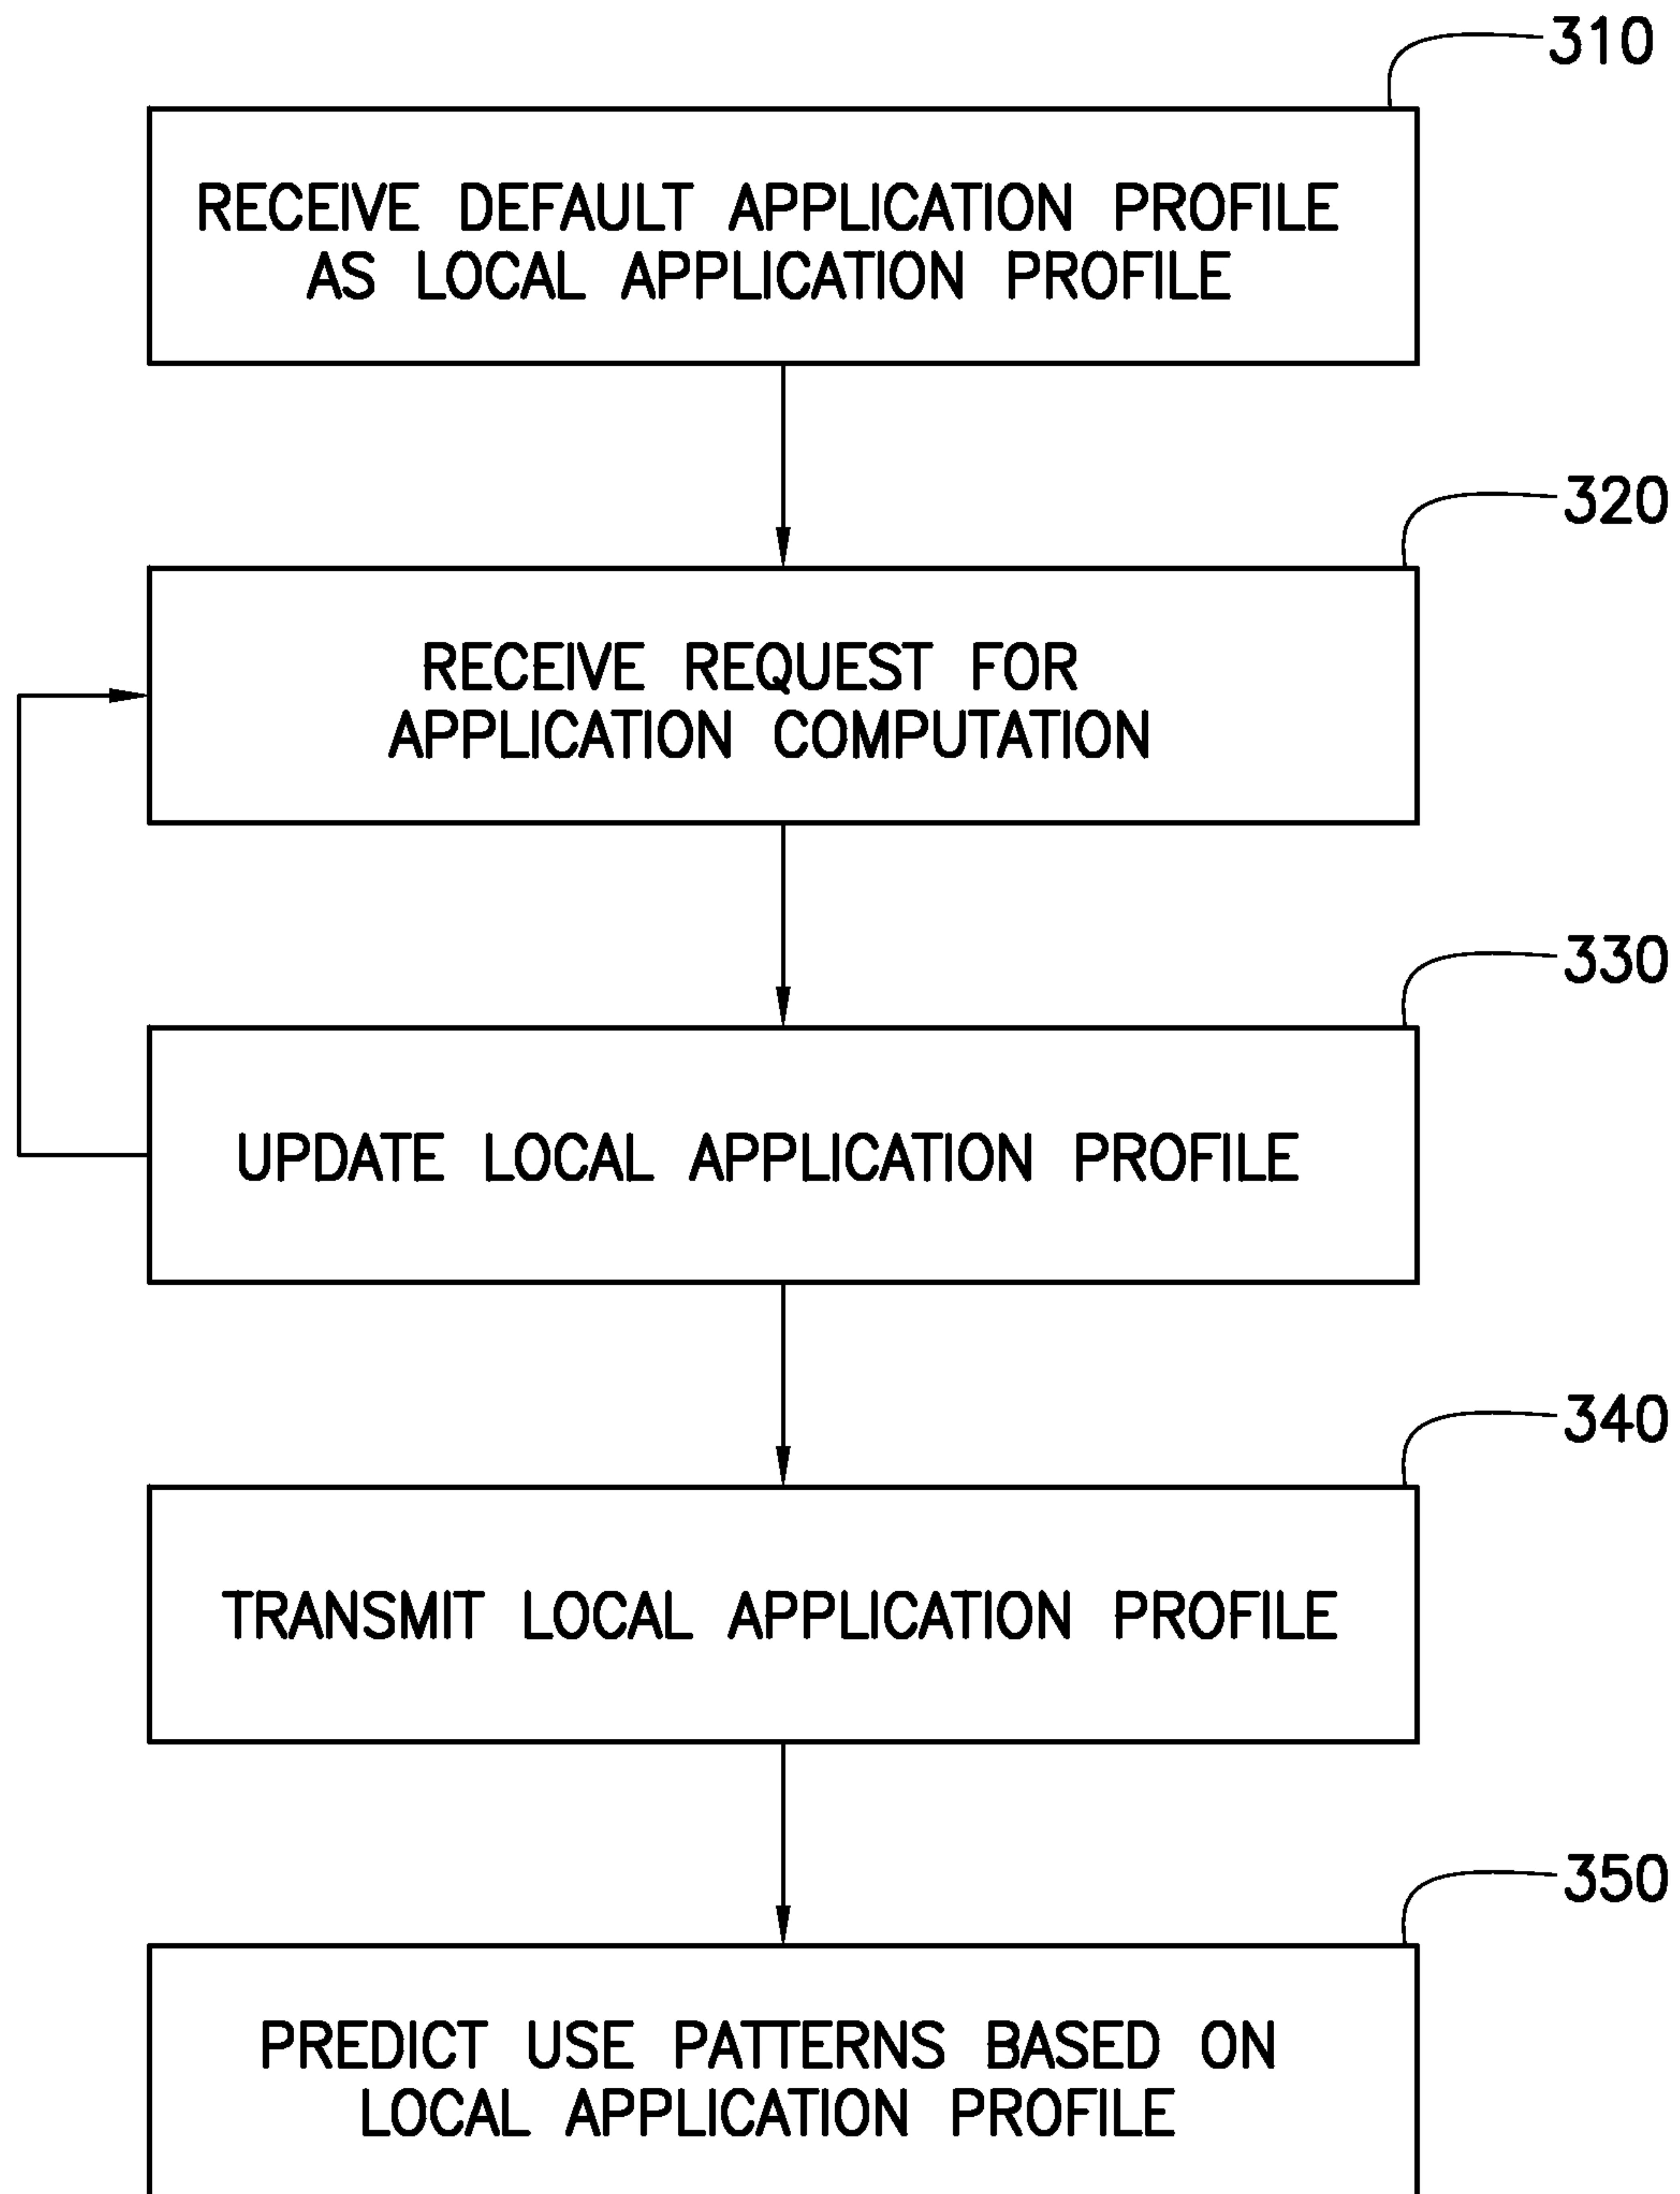 310
RECEIVE DEFAULT APPLICATION PROFILE
AS LOCAL APPLICATION PROFILE
320
RECEIVE REQUEST FOR
APPLICATION COMPUTATION
330
UPDATE LOCAL APPLICATION PROFILE
340
TRANSMIT LOCAL APPLICATION PROFILE
350
PREDICT USE PATTERNS BASED ON
LOCAL APPLICATION PROFILE